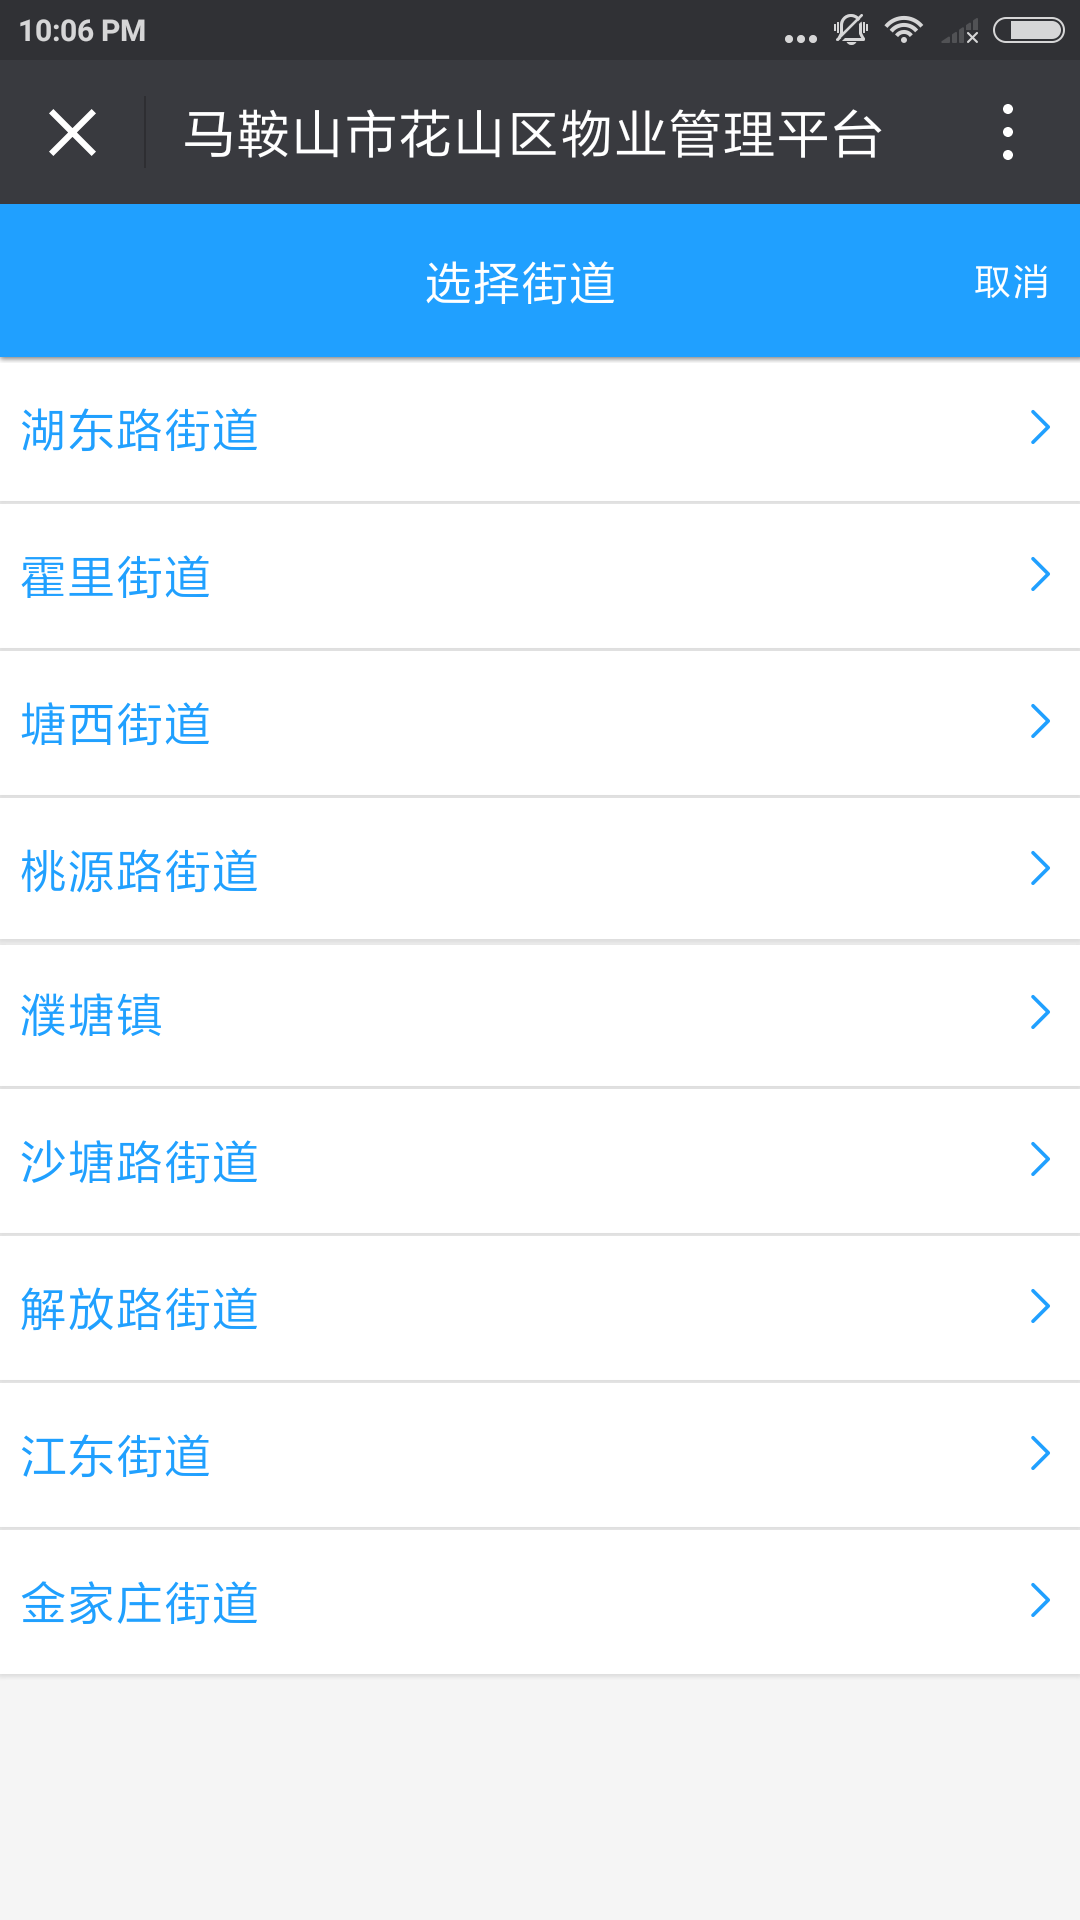 10:06 PM
马鞍山市花山区物业管理平台
选择街道
取消
湖东路街道
霍里街道
塘西街道
桃源路街道
濮塘镇
沙塘路街道
解放路街道
江东街道
金家庄街道